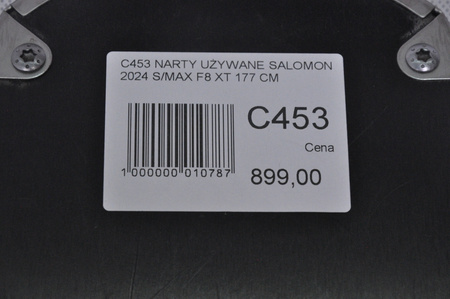 C453 NARTY UŻYWANE SALOMON
2024 S/MAX F8 XT 177 CM
C453
Cena
1 000000 010787
899,00